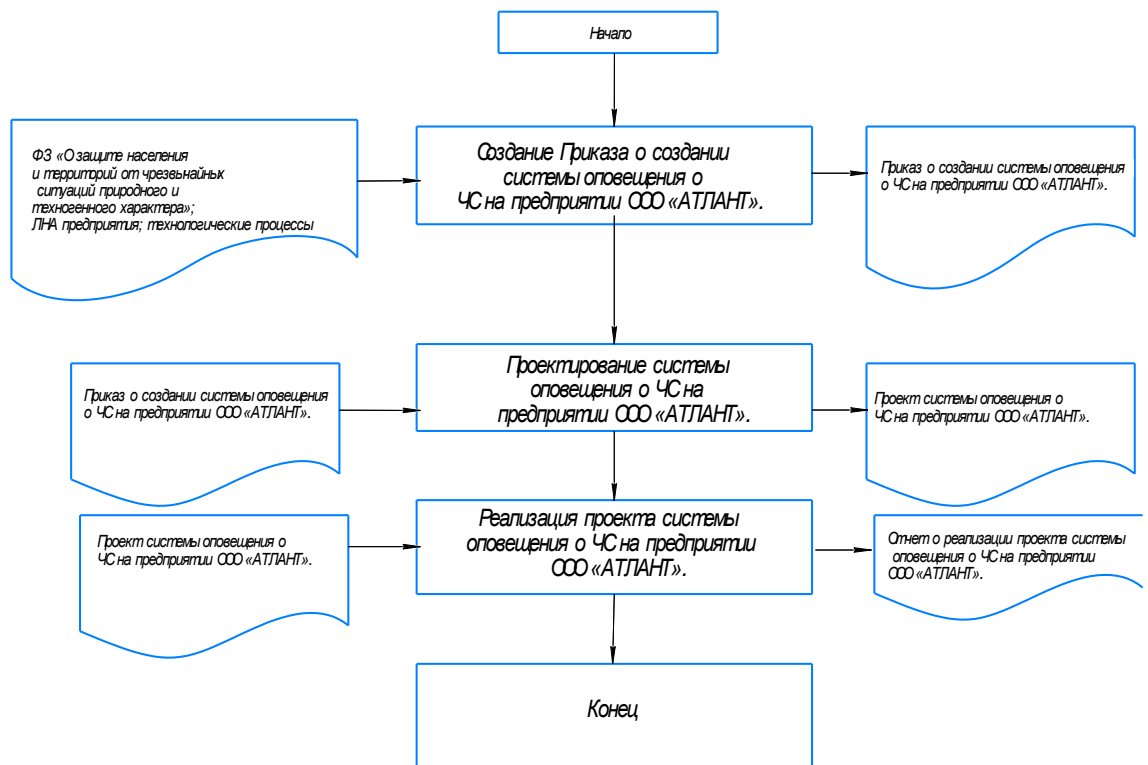 Начало
ФЗ «О защите населения
и территорий от чрезвычайных
ситуаций природного и
техногенного характера»;
ЛНА предприятия; технологические процессы
Создание Приказа о создании
системы оповещения о
ЧС на предприятии ООО «АТЛАНТ».
Приказ о создании системы оповещения
о ЧС на предприятии ООО «АТЛАНТ».
Приказ о создании системы оповещения
о ЧС на предприятии ООО «АТЛАНТ».
Проектирование системы
оповещения о ЧС на
предприятии ООО «АТЛАНТ».
Проект системы оповещения о
ЧС на предприятии ООО «АТЛАНТ».
Проект системы оповещения о
ЧС на предприятии ООО «АТЛАНТ».
Реализация проекта системы
оповещения о ЧС на предприятии
ООО «АТЛАНТ».
Отчет о реализации проекта системы
оповещения о ЧС на предприятии
ООО «АТЛАНТ».
Конец